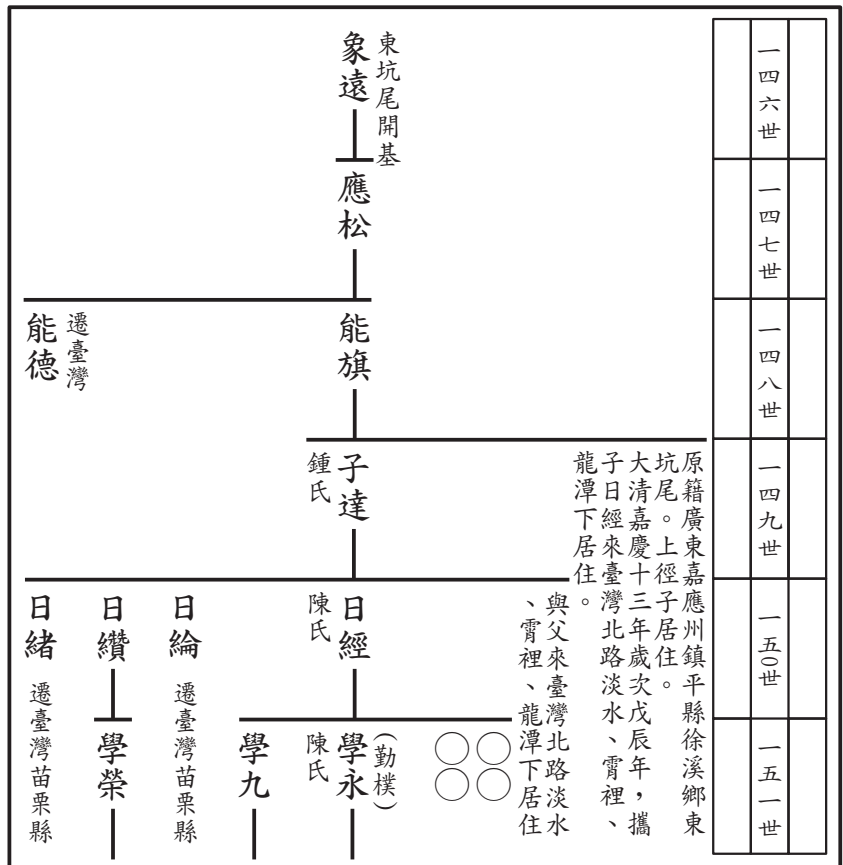 一四六世
一四七世
一四八世
一四九世
一五〇世
一五一世
東坑尾開基
象遠
應松
能旗
遷臺灣
能德
原籍廣東嘉應州鎮平縣徐溪鄉東
坑尾。上徑子居住。
大清嘉慶十三年歲次戊辰年，攜
子日經來臺灣北路淡水、霄裡、
龍潭下居住。
子達
鍾氏
與父來臺灣北路淡水
、霄裡、龍潭下居住
日經
陳氏
日綸
遷臺灣苗栗縣
日纘
日緒
遷臺灣苗栗縣
○○
○○
（勤樸）
學永
陳氏
學九
學榮